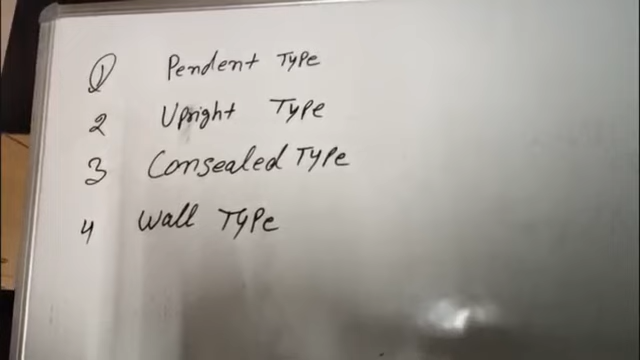 1 Pendent Type
2 Upright Type
3 Consealed Type
4 Wall Type